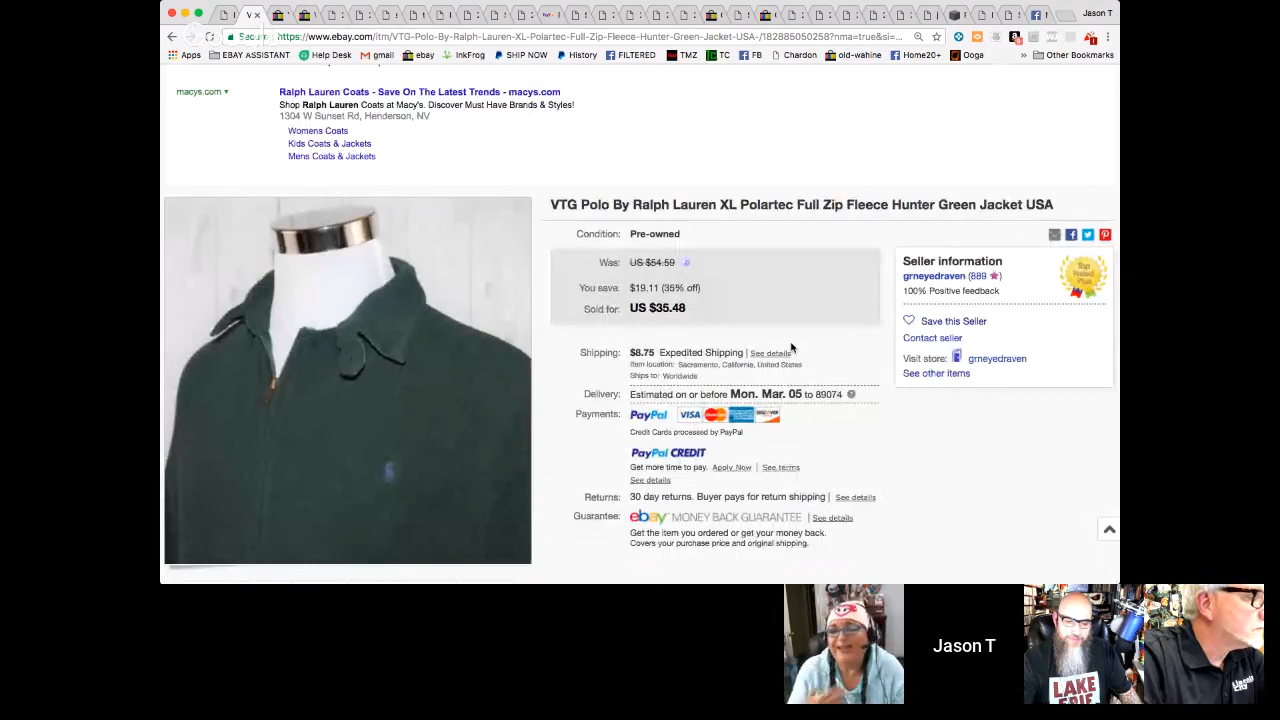 Jason T
Secure https://www.ebay.com/itm/VTG-Polo-By-Ralph-Lauren-XL-Polartec-Full-Zip-Fleece-Hunter-Green-Jacket-USA-/182885050258?nma=true&si=...
Apps EBAY ASSISTANT Help Desk gmail ebay InkFrog SHIP NOW History FILTERED TMZ TC FB Chardon old-wahine Home20+ Ooga » Other Bookmarks
macys.com
Ralph Lauren Coats - Save On The Latest Trends - macys.com
Shop Ralph Lauren Coats at Macy's. Discover Must Have Brands & Styles!
1304 W Sunset Rd, Henderson, NV
Womens Coats
Kids Coats & Jackets
Mens Coats & Jackets
VTG Polo By Ralph Lauren XL Polartec Full Zip Fleece Hunter Green Jacket USA
Condition: Pre-owned
Was: US $54.59
You save: $19.11 (35% off)
Sold for: US $35.48
Shipping: $8.75 Expedited Shipping | See details
Item location: Sacramento, California, United States
Ships to: Worldwide
Delivery: Estimated on or before Mon. Mar. 05 to 89074
Payments: PayPal VISA MasterCard DISCOVER
Credit Cards processed by PayPal
PayPal CREDIT
Get more time to pay. Apply Now | See terms
See details
Returns: 30 day returns. Buyer pays for return shipping | See details
Guarantee: ebay MONEY BACK GUARANTEE | See details
Get the item you ordered or get your money back.
Covers your purchase price and original shipping.
Seller information
grneyedraven (889)
100% Positive feedback
Top Rated Plus
Save this Seller
Contact seller
Visit store: grneyedraven
See other items
Jason T
LAKE
ERIE
Lincoln
City